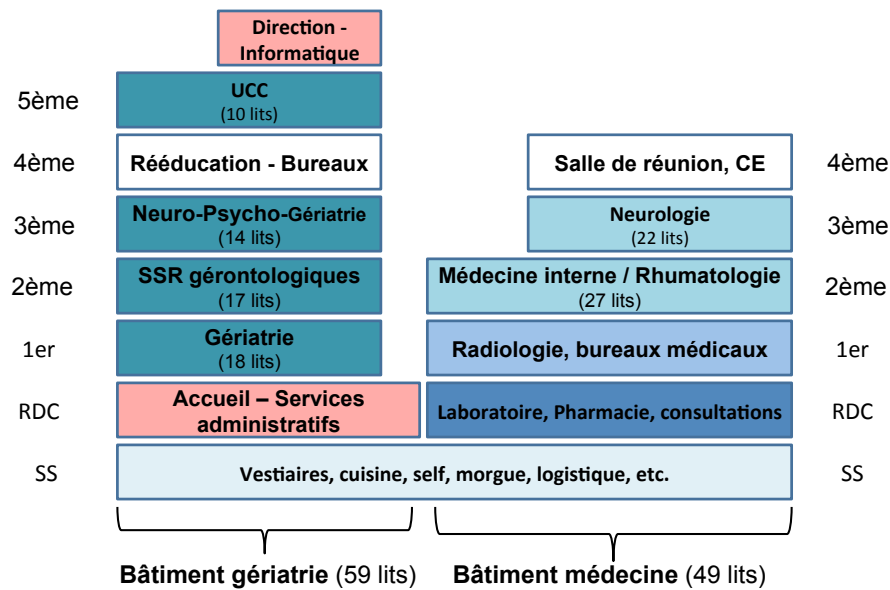 Direction -
Informatique
5ème
UCC
(10 lits)
4ème
Rééducation - Bureaux
Salle de réunion, CE
4ème
3ème
Neuro-Psycho-Gériatrie
(14 lits)
Neurologie
(22 lits)
3ème
2ème
SSR gérontologiques
(17 lits)
Médecine interne / Rhumatologie
(27 lits)
2ème
1er
Gériatrie
(18 lits)
Radiologie, bureaux médicaux
1er
RDC
Accueil – Services
administratifs
Laboratoire, Pharmacie, consultations
RDC
SS
Vestiaires, cuisine, self, morgue, logistique, etc.
SS
Bâtiment gériatrie (59 lits)
Bâtiment médecine (49 lits)